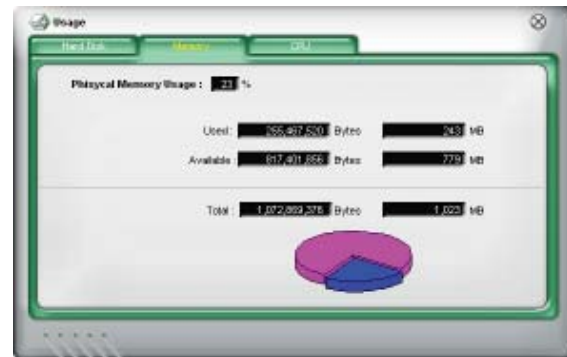 Usage
Hard Disk Memory CPU
Phisycal Memory Usage : 23 %
Used: 255,467,520 Bytes 243 MB
Available : 817,401,856 Bytes 779 MB
Total : 1,072,869,376 Bytes 1,023 MB